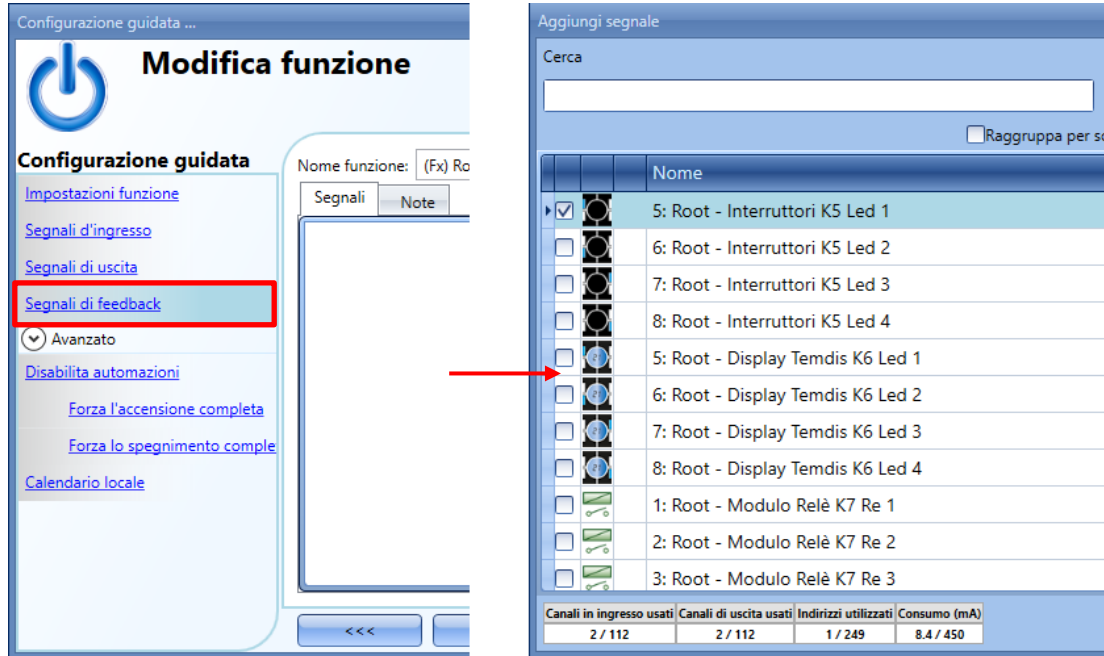 Configurazione guidata ...
Modifica funzione
Configurazione guidata
Impostazioni funzione
Segnali d'ingresso
Segnali di uscita
Segnali di feedback
Avanzato
Disabilita automazioni
Forza l'accensione completa
Forza lo spegnimento comple
Calendario locale
Nome funzione: (Fx) Ro
Segnali Note
<<<
Aggiungi segnale
Cerca
Raggruppa per so
Nome
5: Root - Interruttori K5 Led 1
6: Root - Interruttori K5 Led 2
7: Root - Interruttori K5 Led 3
8: Root - Interruttori K5 Led 4
5: Root - Display Temdis K6 Led 1
6: Root - Display Temdis K6 Led 2
7: Root - Display Temdis K6 Led 3
8: Root - Display Temdis K6 Led 4
1: Root - Modulo Relè K7 Re 1
2: Root - Modulo Relè K7 Re 2
3: Root - Modulo Relè K7 Re 3
Canali in ingresso usati Canali di uscita usati Indirizzi utilizzati Consumo (mA)
2 / 112 2 / 112 1 / 249 8.4 / 450